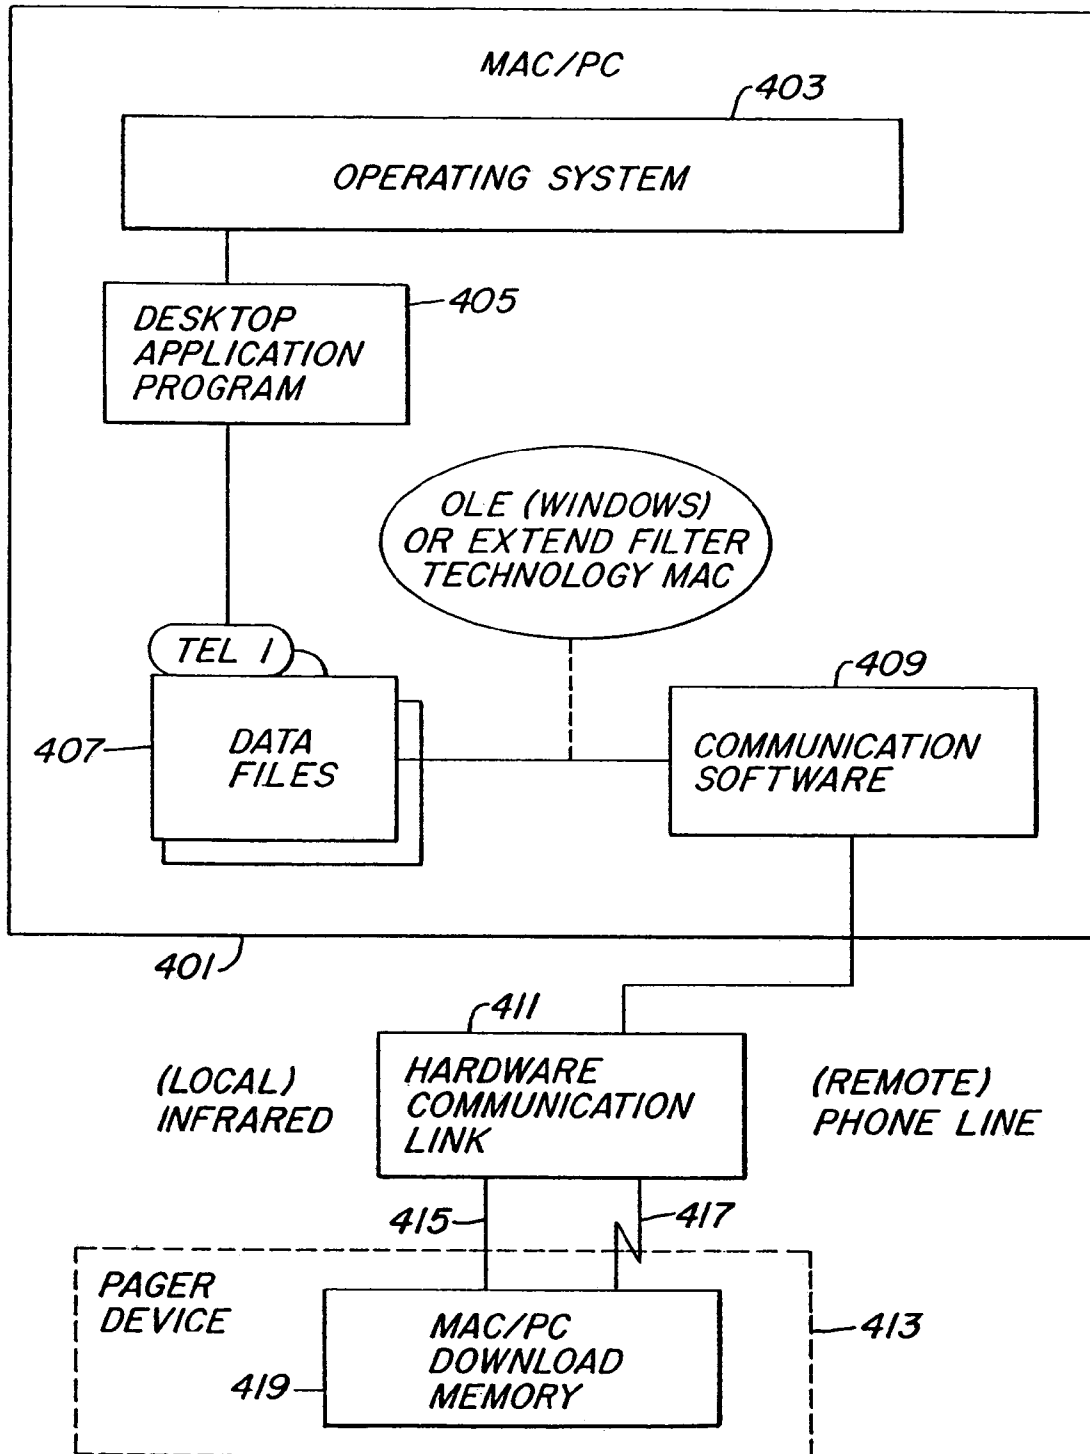 MAC/PC
403
OPERATING SYSTEM
405
DESKTOP
APPLICATION
PROGRAM
OLE (WINDOWS)
OR EXTEND FILTER
TECHNOLOGY MAC
TEL 1
409
407
DATA
FILES
COMMUNICATION
SOFTWARE
401
411
(LOCAL)
INFRARED
HARDWARE
COMMUNICATION
LINK
(REMOTE)
PHONE LINE
415
417
PAGER
DEVICE
413
MAC/PC
DOWNLOAD
MEMORY
419